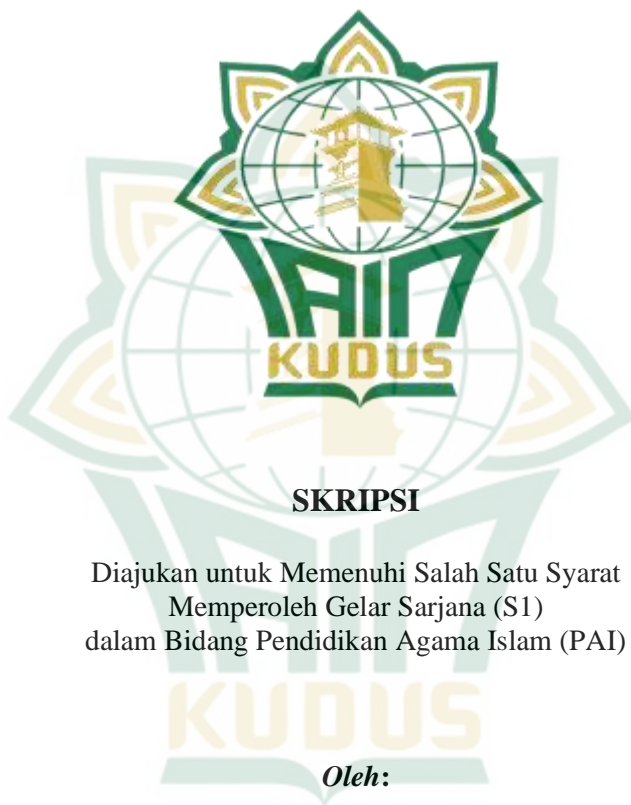 IAIN
KUDUS
SKRIPSI
Diajukan untuk Memenuhi Salah Satu Syarat
Memperoleh Gelar Sarjana (S1)
dalam Bidang Pendidikan Agama Islam (PAI)
KUDUS
Oleh: